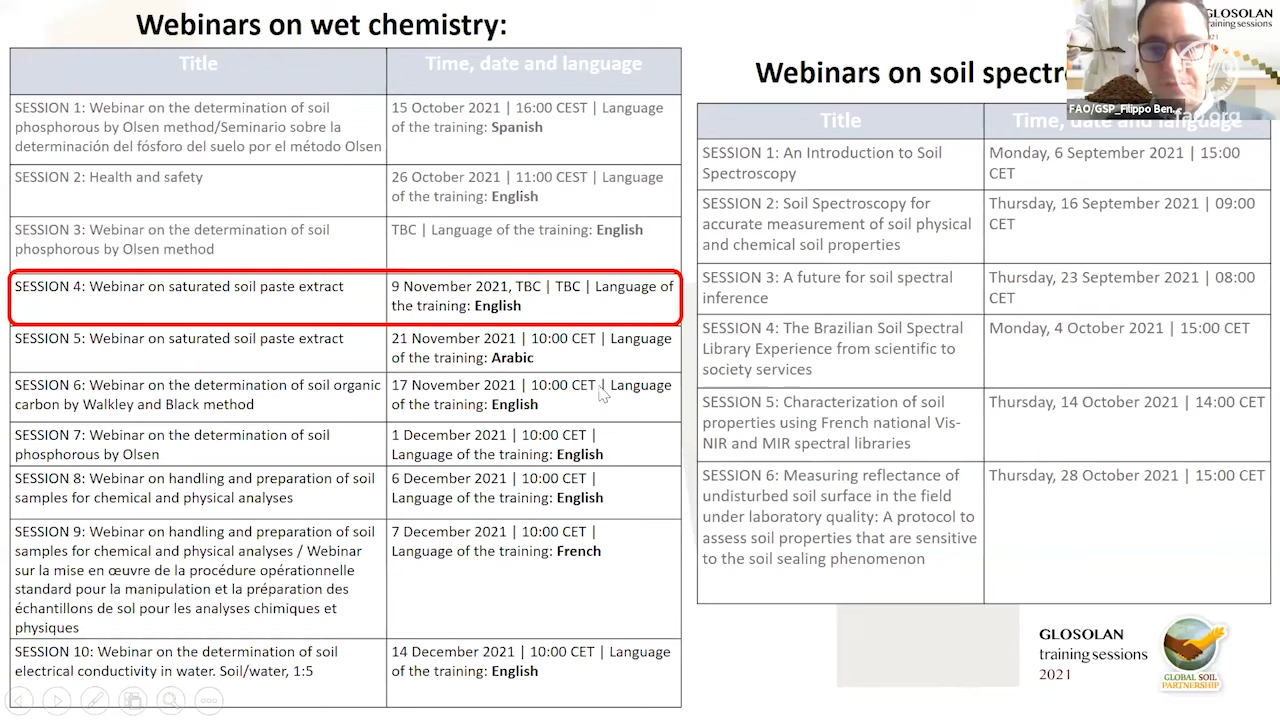 Webinars on wet chemistry:
Title
Time, date and language
SESSION 1: Webinar on the determination of soil
phosphorous by Olsen method/Seminario sobre la
determinación del fósforo del suelo por el método Olsen
15 October 2021 | 16:00 CEST | Language
of the training: Spanish
SESSION 2: Health and safety
26 October 2021 | 11:00 CEST | Language
of the training: English
SESSION 3: Webinar on the determination of soil
phosphorous by Olsen method
TBC | Language of the training: English
SESSION 4: Webinar on saturated soil paste extract
9 November 2021, TBC | TBC | Language of
the training: English
SESSION 5: Webinar on saturated soil paste extract
21 November 2021 | 10:00 CET | Language
of the training: Arabic
SESSION 6: Webinar on the determination of soil organic
carbon by Walkley and Black method
17 November 2021 | 10:00 CET | Language
of the training: English
SESSION 7: Webinar on the determination of soil
phosphorous by Olsen
1 December 2021 | 10:00 CET |
Language of the training: English
SESSION 8: Webinar on handling and preparation of soil
samples for chemical and physical analyses
6 December 2021 | 10:00 CET |
Language of the training: English
SESSION 9: Webinar on handling and preparation of soil
samples for chemical and physical analyses / Webinar
sur la mise en œuvre de la procédure opérationnelle
standard pour la manipulation et la préparation des
échantillons de sol pour les analyses chimiques et
physiques
7 December 2021 | 10:00 CET |
Language of the training: French
SESSION 10: Webinar on the determination of soil
electrical conductivity in water. Soil/water, 1:5
14 December 2021 | 10:00 CET | Language
of the training: English
Webinars on soil
Title
Time, date and language
SESSION 1: An Introduction to Soil
Spectroscopy
Monday, 6 September 2021 | 15:00
CET
SESSION 2: Soil Spectroscopy for
accurate measurement of soil physical
and chemical soil properties
Thursday, 16 September 2021 | 09:00
CET
SESSION 3: A future for soil spectral
inference
Thursday, 23 September 2021 | 08:00
CET
SESSION 4: The Brazilian Soil Spectral
Library Experience from scientific to
society services
Monday, 4 October 2021 | 15:00 CET
SESSION 5: Characterization of soil
properties using French national Vis-
NIR and MIR spectral libraries
Thursday, 14 October 2021 | 14:00 CET
SESSION 6: Measuring reflectance of
undisturbed soil surface in the field
under laboratory quality: A protocol to
assess soil properties that are sensitive
to the soil sealing phenomenon
Thursday, 28 October 2021 | 15:00 CET
GLOSOLAN
training sessions
2021
FAO/GSP_Filippo Ben...
fao.org
GLOSOLAN
training sessions
2021
GLOBAL SOIL
PARTNERSHIP